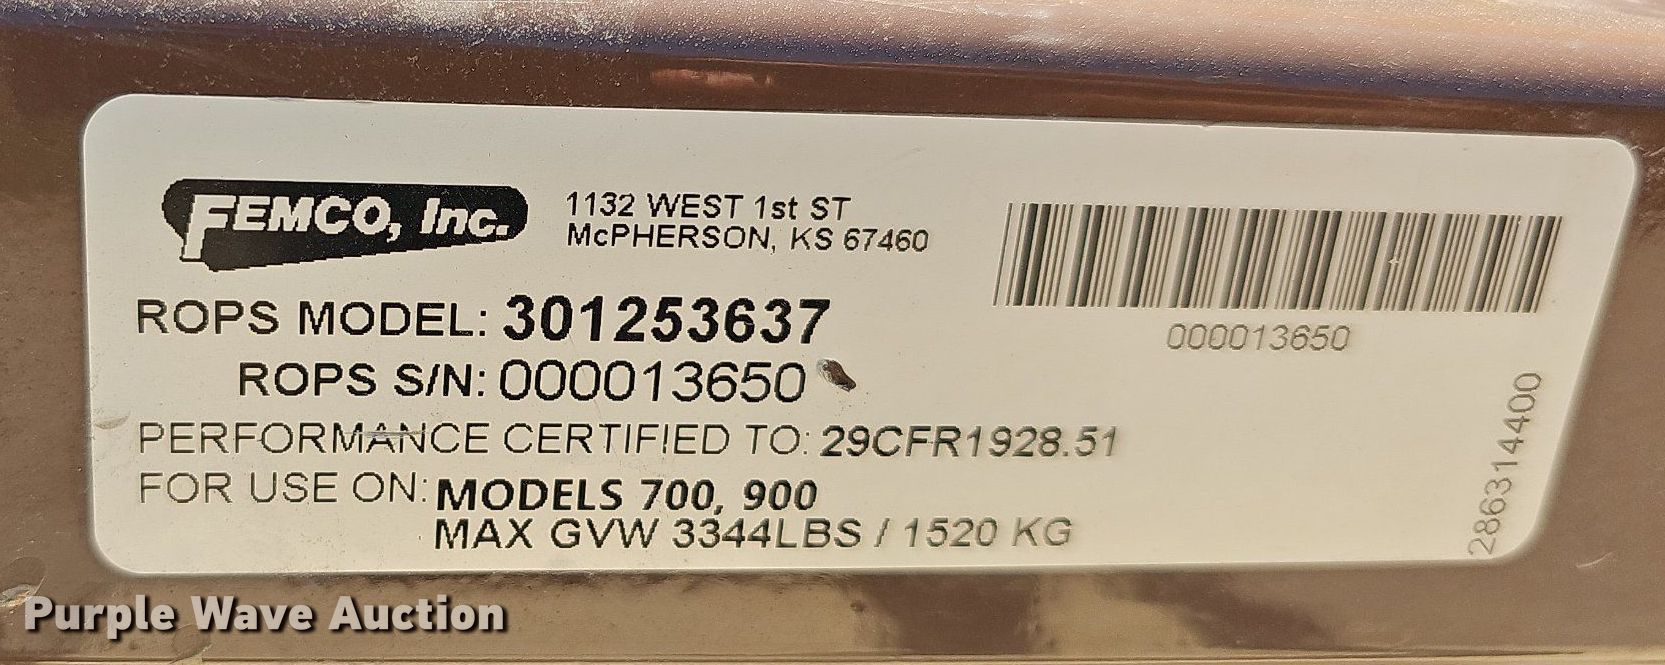 FEMCO, Inc.
1132 WEST 1st ST
McPHERSON, KS 67460
000013650
ROPS MODEL: 301253637
ROPS S/N: 000013650
PERFORMANCE CERTIFIED TO: 29CFR1928.51
FOR USE ON: MODELS 700, 900
MAX GVW 3344LBS / 1520 KG
286314400
Purple Wave Auction